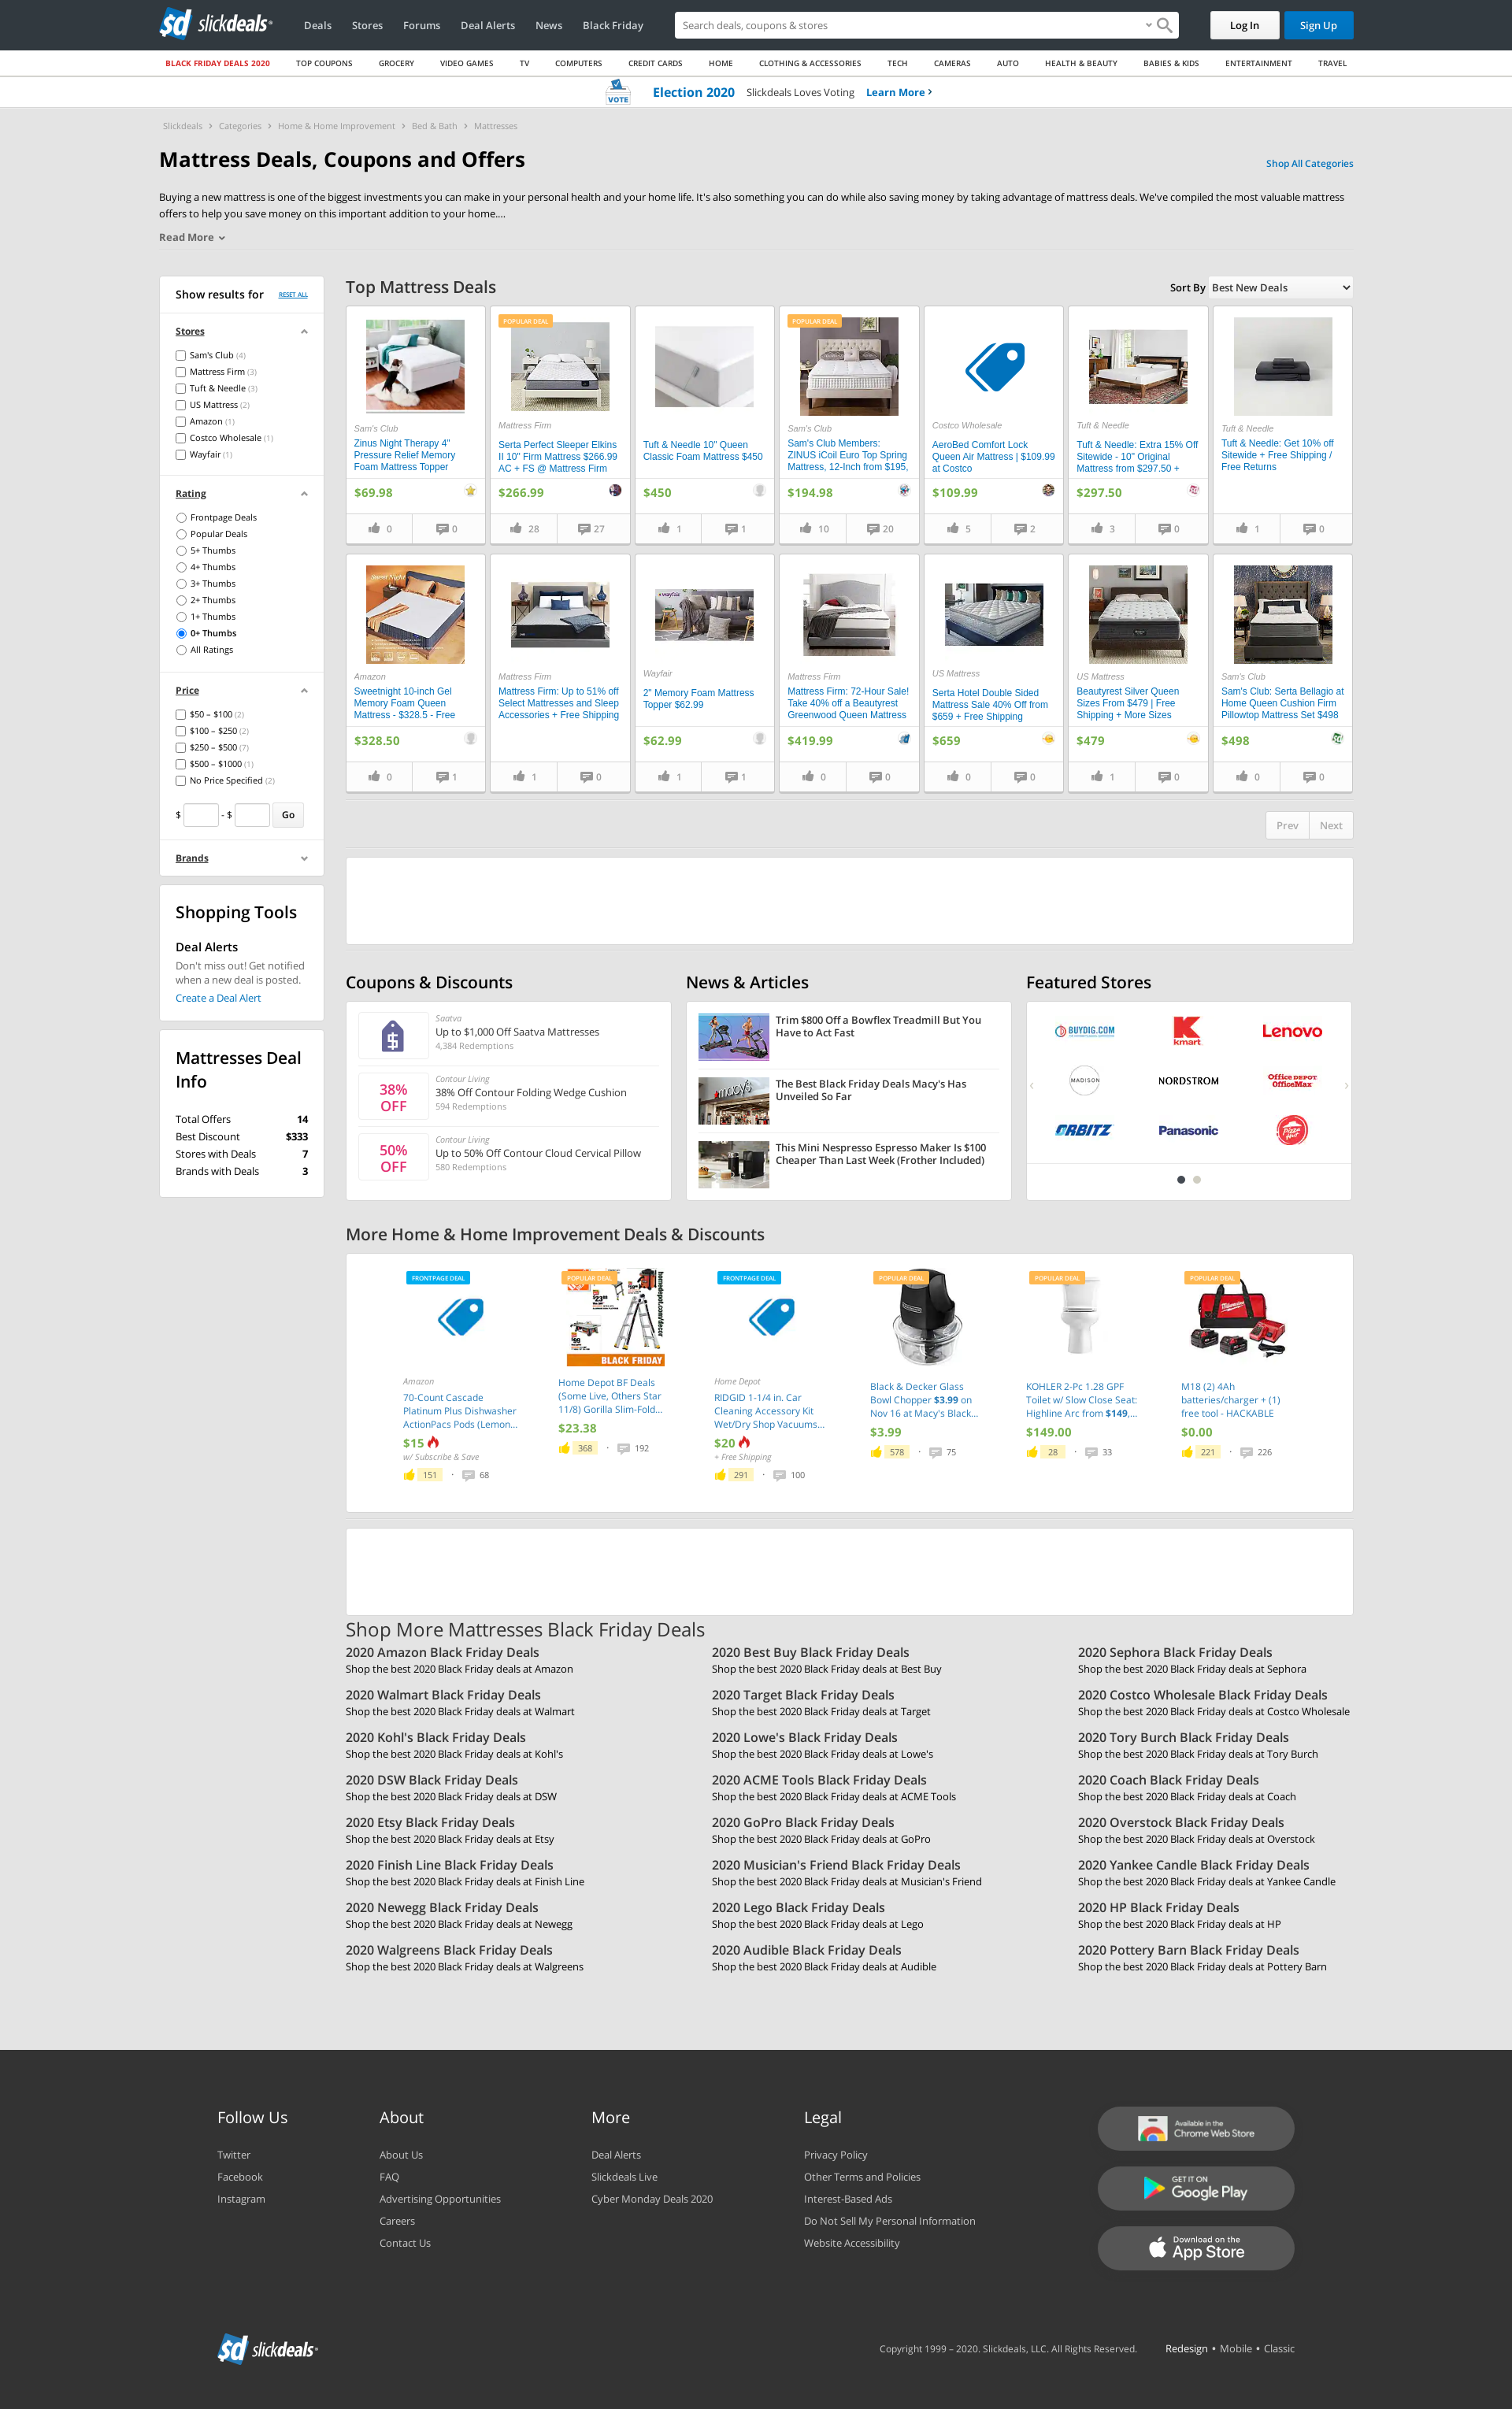 sd slickdeals
Deals
Stores
Forums
Deal Alerts
News
Black Friday
Search deals, coupons & stores
Log In
Sign Up
BLACK FRIDAY DEALS 2020
TOP COUPONS
GROCERY
VIDEO GAMES
TV
COMPUTERS
CREDIT CARDS
HOME
CLOTHING & ACCESSORIES
TECH
CAMERAS
AUTO
HEALTH & BEAUTY
BABIES & KIDS
ENTERTAINMENT
TRAVEL
VOTE
Election 2020 Slickdeals Loves Voting Learn More
Slickdeals > Categories > Home & Home Improvement > Bed & Bath > Mattresses
Mattress Deals, Coupons and Offers
Shop All Categories
Buying a new mattress is one of the biggest investments you can make in your personal health and your home life. It's also something you can do while also saving money by taking advantage of mattress deals. We've compiled the most valuable mattress
offers to help you save money on this important addition to your home....
Read More
Show results for
RESET ALL
Stores
Sam's Club (4)
Mattress Firm (3)
Tuft & Needle (3)
US Mattress (2)
Amazon (1)
Costco Wholesale (1)
Wayfair (1)
Rating
Frontpage Deals
Popular Deals
5+ Thumbs
4+ Thumbs
3+ Thumbs
2+ Thumbs
1+ Thumbs
0+ Thumbs
All Ratings
Price
$50 – $100 (2)
$100 – $250 (2)
$250 – $500 (7)
$500 – $1000 (1)
No Price Specified (2)
$ - $ Go
Brands
Shopping Tools
Deal Alerts
Don't miss out! Get notified
when a new deal is posted.
Create a Deal Alert
Mattresses Deal
Info
Total Offers 14
Best Discount $333
Stores with Deals 7
Brands with Deals 3
Top Mattress Deals
Sort By Best New Deals
Sam's Club
Zinus Night Therapy 4"
Pressure Relief Memory
Foam Mattress Topper
$69.98
0 0
POPULAR DEAL
Mattress Firm
Serta Perfect Sleeper Elkins
II 10" Firm Mattress $266.99
AC + FS @ Mattress Firm
$266.99
28 27
Tuft & Needle 10" Queen
Classic Foam Mattress $450
$450
1 1
POPULAR DEAL
Sam's Club
Sam's Club Members:
ZINUS iCoil Euro Top Spring
Mattress, 12-Inch from $195,
$194.98
10 20
Costco Wholesale
AeroBed Comfort Lock
Queen Air Mattress | $109.99
at Costco
$109.99
5 2
Tuft & Needle
Tuft & Needle: Extra 15% Off
Sitewide - 10" Original
Mattress from $297.50 +
$297.50
3 0
Tuft & Needle
Tuft & Needle: Get 10% off
Sitewide + Free Shipping /
Free Returns
1 0
Sweet Night
Amazon
Sweetnight 10-inch Gel
Memory Foam Queen
Mattress - $328.5 - Free
$328.50
0 1
Mattress Firm
Mattress Firm: Up to 51% off
Select Mattresses and Sleep
Accessories + Free Shipping
1 0
wayfair
Wayfair
2" Memory Foam Mattress
Topper $62.99
$62.99
1 1
Mattress Firm
Mattress Firm: 72-Hour Sale!
Take 40% off a Beautyrest
Greenwood Queen Mattress
$419.99
0 0
US Mattress
Serta Hotel Double Sided
Mattress Sale 40% Off from
$659 + Free Shipping
$659
0 0
US Mattress
Beautyrest Silver Queen
Sizes From $479 | Free
Shipping + More Sizes
$479
1 0
Sam's Club
Sam's Club: Serta Bellagio at
Home Queen Cushion Firm
Pillowtop Mattress Set $498
$498
0 0
Prev Next
Coupons & Discounts
Saatva
Up to $1,000 Off Saatva Mattresses
4,384 Redemptions
38%
OFF
Contour Living
38% Off Contour Folding Wedge Cushion
594 Redemptions
50%
OFF
Contour Living
Up to 50% Off Contour Cloud Cervical Pillow
580 Redemptions
News & Articles
Trim $800 Off a Bowflex Treadmill But You
Have to Act Fast
macy's
The Best Black Friday Deals Macy's Has
Unveiled So Far
This Mini Nespresso Espresso Maker Is $100
Cheaper Than Last Week (Frother Included)
Featured Stores
BUYDIG.COM
kmart
Lenovo
MADISON
NORDSTROM
Office DEPOT
OfficeMax
ORBITZ
Panasonic
Pizza Hut
More Home & Home Improvement Deals & Discounts
FRONTPAGE DEAL
Amazon
70-Count Cascade
Platinum Plus Dishwasher
ActionPacs Pods (Lemon...
$15
w/ Subscribe & Save
151 · 68
POPULAR DEAL
homedepot.com/decor
BLACK FRIDAY
Home Depot BF Deals
(Some Live, Others Star
11/8) Gorilla Slim-Fold...
$23.38
368 · 192
FRONTPAGE DEAL
Home Depot
RIDGID 1-1/4 in. Car
Cleaning Accessory Kit
Wet/Dry Shop Vacuums...
$20
+ Free Shipping
291 · 100
POPULAR DEAL
Black & Decker Glass
Bowl Chopper $3.99 on
Nov 16 at Macy's Black...
$3.99
578 · 75
POPULAR DEAL
KOHLER 2-Pc 1.28 GPF
Toilet w/ Slow Close Seat:
Highline Arc from $149,...
$149.00
28 · 33
POPULAR DEAL
M18 (2) 4Ah
batteries/charger + (1)
free tool - HACKABLE
$0.00
221 · 226
Shop More Mattresses Black Friday Deals
2020 Amazon Black Friday Deals
Shop the best 2020 Black Friday deals at Amazon
2020 Best Buy Black Friday Deals
Shop the best 2020 Black Friday deals at Best Buy
2020 Sephora Black Friday Deals
Shop the best 2020 Black Friday deals at Sephora
2020 Walmart Black Friday Deals
Shop the best 2020 Black Friday deals at Walmart
2020 Target Black Friday Deals
Shop the best 2020 Black Friday deals at Target
2020 Costco Wholesale Black Friday Deals
Shop the best 2020 Black Friday deals at Costco Wholesale
2020 Kohl's Black Friday Deals
Shop the best 2020 Black Friday deals at Kohl's
2020 Lowe's Black Friday Deals
Shop the best 2020 Black Friday deals at Lowe's
2020 Tory Burch Black Friday Deals
Shop the best 2020 Black Friday deals at Tory Burch
2020 DSW Black Friday Deals
Shop the best 2020 Black Friday deals at DSW
2020 ACME Tools Black Friday Deals
Shop the best 2020 Black Friday deals at ACME Tools
2020 Coach Black Friday Deals
Shop the best 2020 Black Friday deals at Coach
2020 Etsy Black Friday Deals
Shop the best 2020 Black Friday deals at Etsy
2020 GoPro Black Friday Deals
Shop the best 2020 Black Friday deals at GoPro
2020 Overstock Black Friday Deals
Shop the best 2020 Black Friday deals at Overstock
2020 Finish Line Black Friday Deals
Shop the best 2020 Black Friday deals at Finish Line
2020 Musician's Friend Black Friday Deals
Shop the best 2020 Black Friday deals at Musician's Friend
2020 Yankee Candle Black Friday Deals
Shop the best 2020 Black Friday deals at Yankee Candle
2020 Newegg Black Friday Deals
Shop the best 2020 Black Friday deals at Newegg
2020 Lego Black Friday Deals
Shop the best 2020 Black Friday deals at Lego
2020 HP Black Friday Deals
Shop the best 2020 Black Friday deals at HP
2020 Walgreens Black Friday Deals
Shop the best 2020 Black Friday deals at Walgreens
2020 Audible Black Friday Deals
Shop the best 2020 Black Friday deals at Audible
2020 Pottery Barn Black Friday Deals
Shop the best 2020 Black Friday deals at Pottery Barn
Follow Us
Twitter
Facebook
Instagram
About
About Us
FAQ
Advertising Opportunities
Careers
Contact Us
More
Deal Alerts
Slickdeals Live
Cyber Monday Deals 2020
Legal
Privacy Policy
Other Terms and Policies
Interest-Based Ads
Do Not Sell My Personal Information
Website Accessibility
Available in the
Chrome Web Store
GET IT ON
Google Play
Download on the
App Store
sd slickdeals
Copyright 1999 – 2020. Slickdeals, LLC. All Rights Reserved.
Redesign • Mobile • Classic